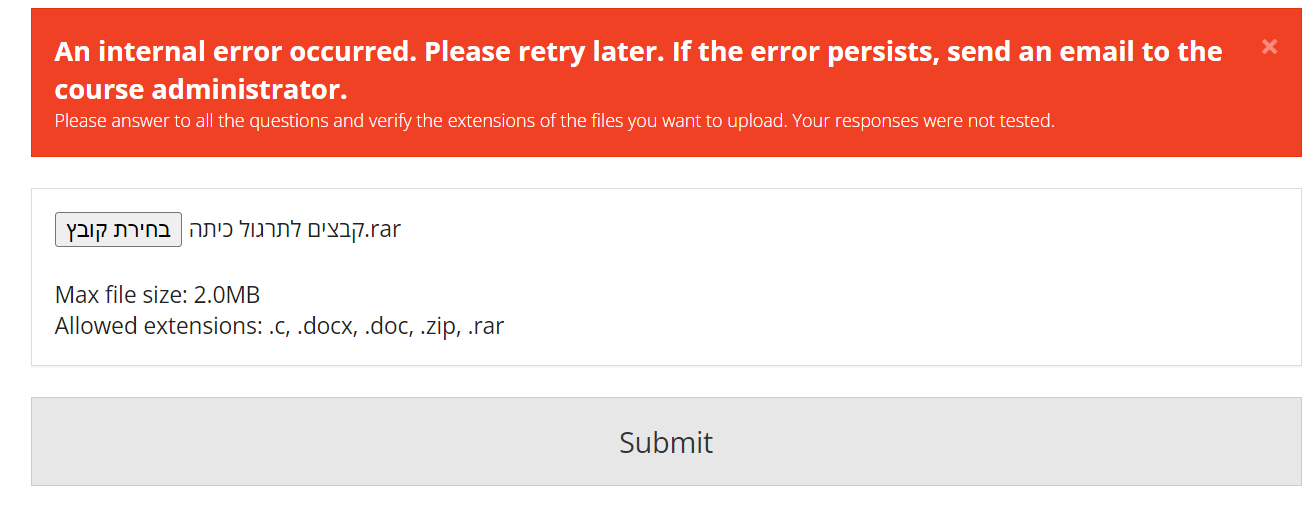 An internal error occurred. Please retry later. If the error persists, send an email to the
course administrator.
Please answer to all the questions and verify the extensions of the files you want to upload. Your responses were not tested.
בחירת קובץ קבצים לתרגול כיתה.rar
Max file size: 2.0MB
Allowed extensions: .c, .docx, .doc, .zip, .rar
Submit